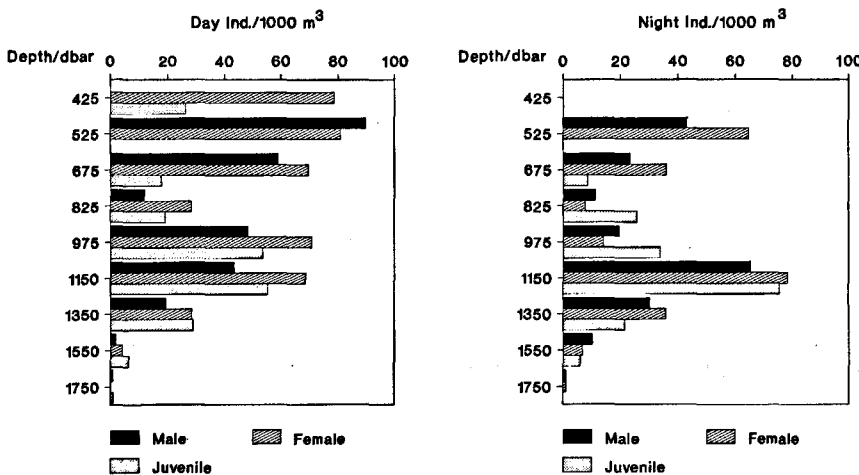 Day Ind./1000 m³
Depth/dbar
0 20 40 60 80 100
425
525
675
825
975
1150
1350
1550
1750
Male Female
Juvenile
Night Ind./1000 m³
Depth/dbar
0 20 40 60 80 100
425
525
675
825
975
1150
1350
1550
1750
Male Female
Juvenile